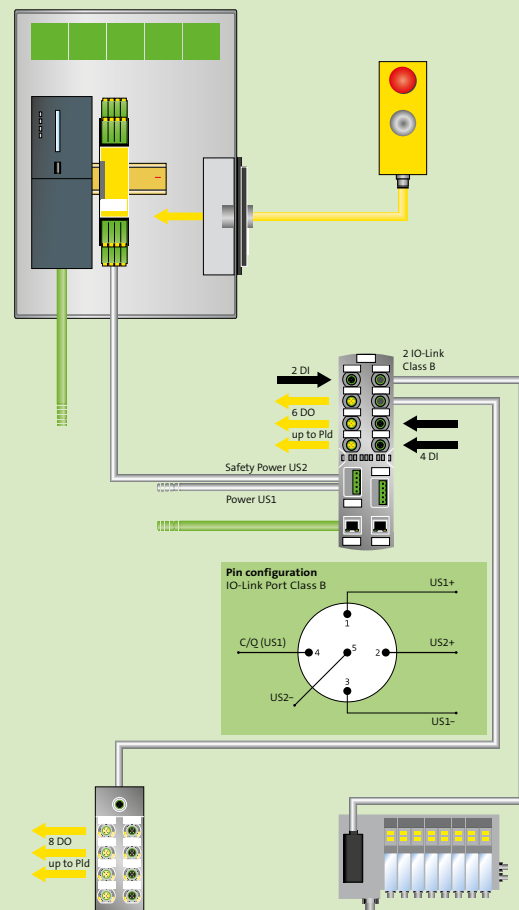 2 DI
2 IO-Link
Class B
6 DO
up to Pld
4 DI
Safety Power US2
Power US1
Pin configuration
IO-Link Port Class B
US1+
1
C/Q (US1)
4
5
2
US2+
3
US2–
US1–
8 DO
up to Pld